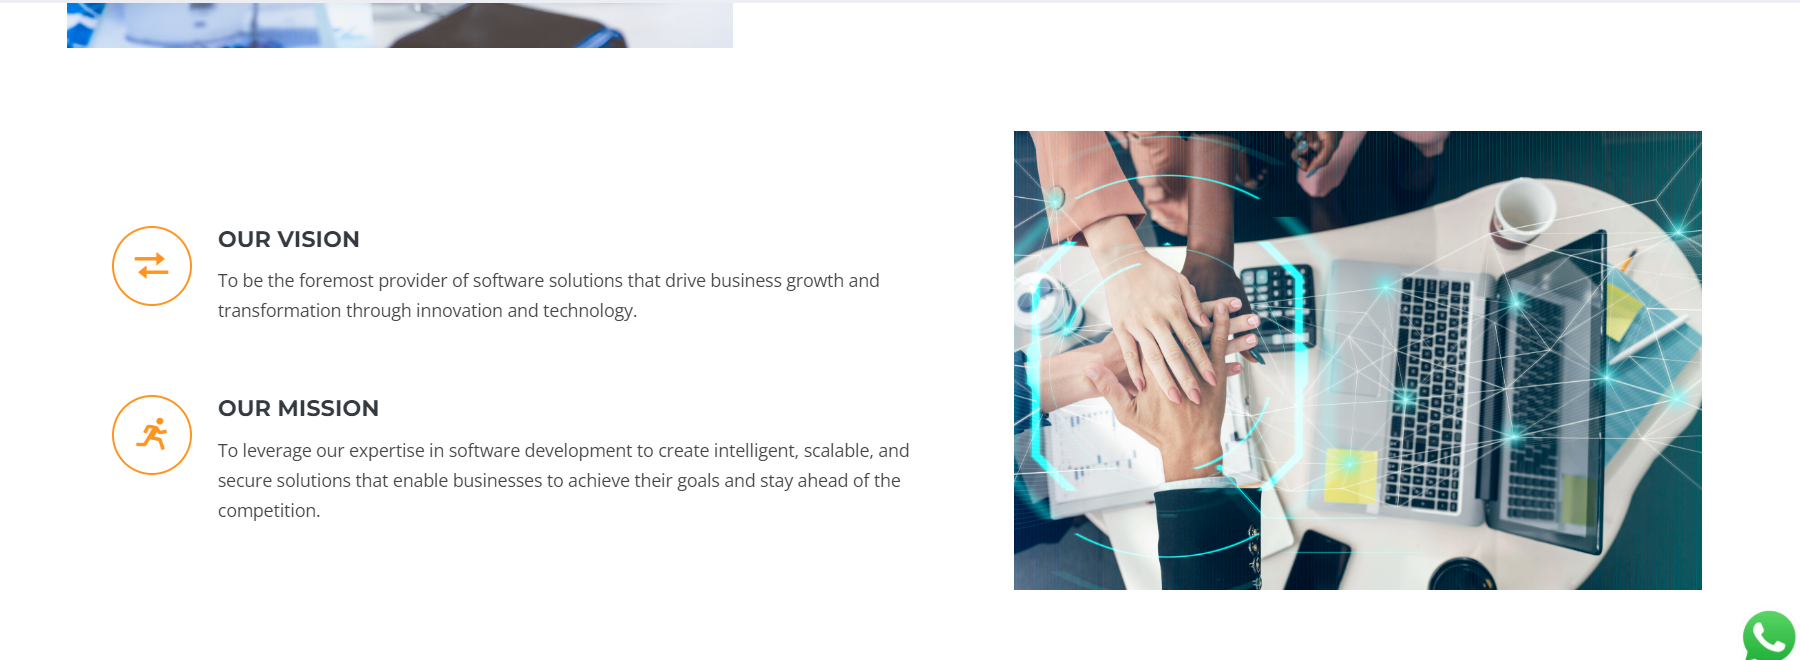 OUR VISION
To be the foremost provider of software solutions that drive business growth and
transformation through innovation and technology.
OUR MISSION
To leverage our expertise in software development to create intelligent, scalable, and
secure solutions that enable businesses to achieve their goals and stay ahead of the
competition.